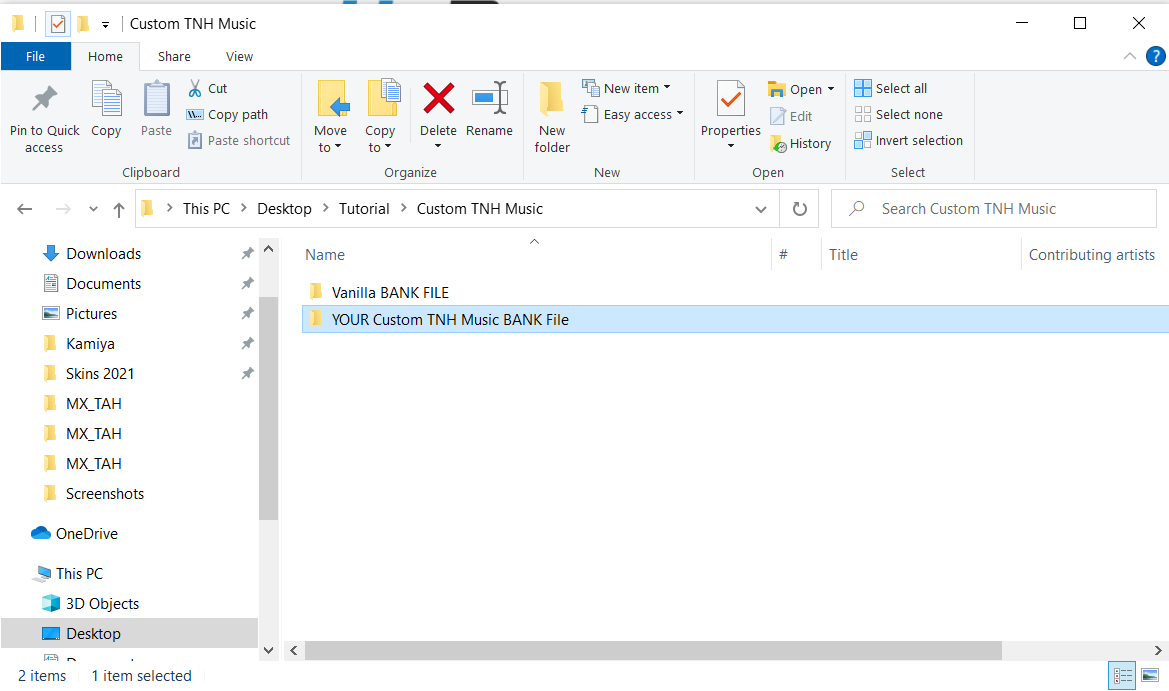 Custom TNH Music
File Home Share View ?
Pin to Quick access
Copy
Paste
Cut
Copy path
Paste shortcut
Clipboard
Move to
Copy to
Delete
Rename
Organize
New folder
New item
Easy access
New
Properties
Open
Edit
History
Open
Select all
Select none
Invert selection
Select
This PC > Desktop > Tutorial > Custom TNH Music
Search Custom TNH Music
Downloads
Documents
Pictures
Kamiya
Skins 2021
MX_TAH
MX_TAH
MX_TAH
Screenshots
OneDrive
This PC
3D Objects
Desktop
Name # Title Contributing artists
Vanilla BANK FILE
YOUR Custom TNH Music BANK File
2 items 1 item selected